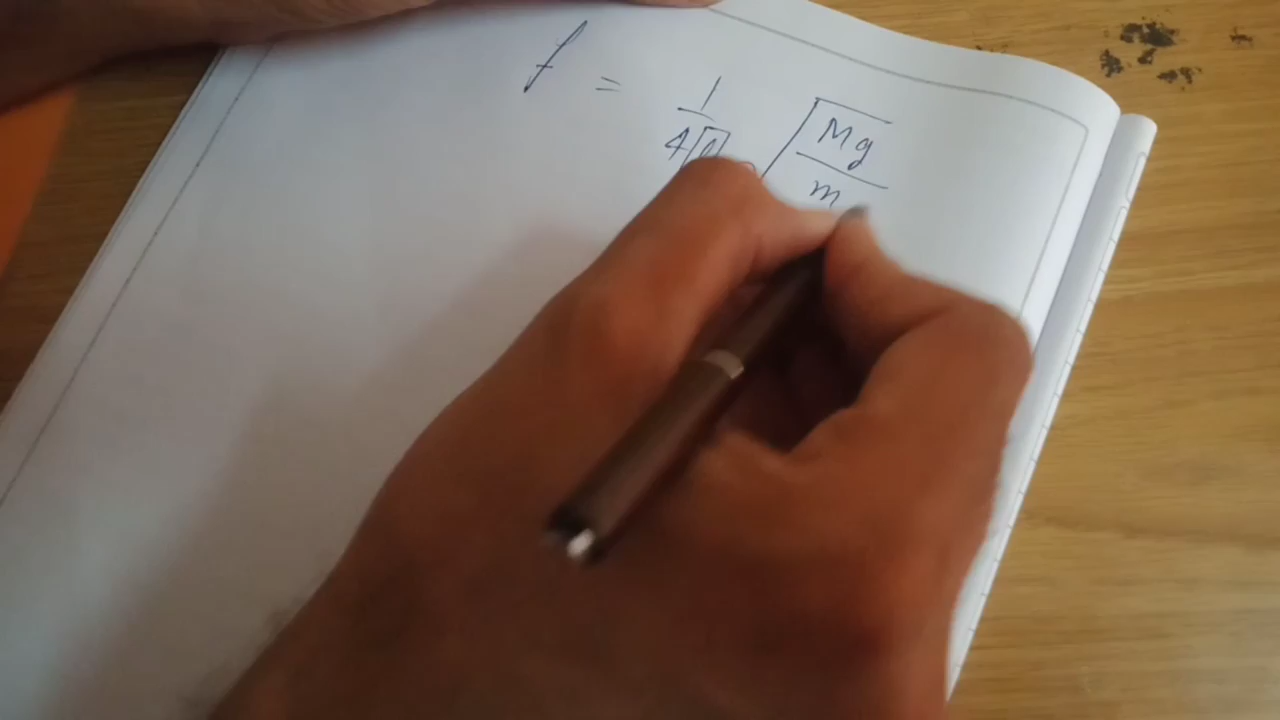 f = 1/4 √Mg/m